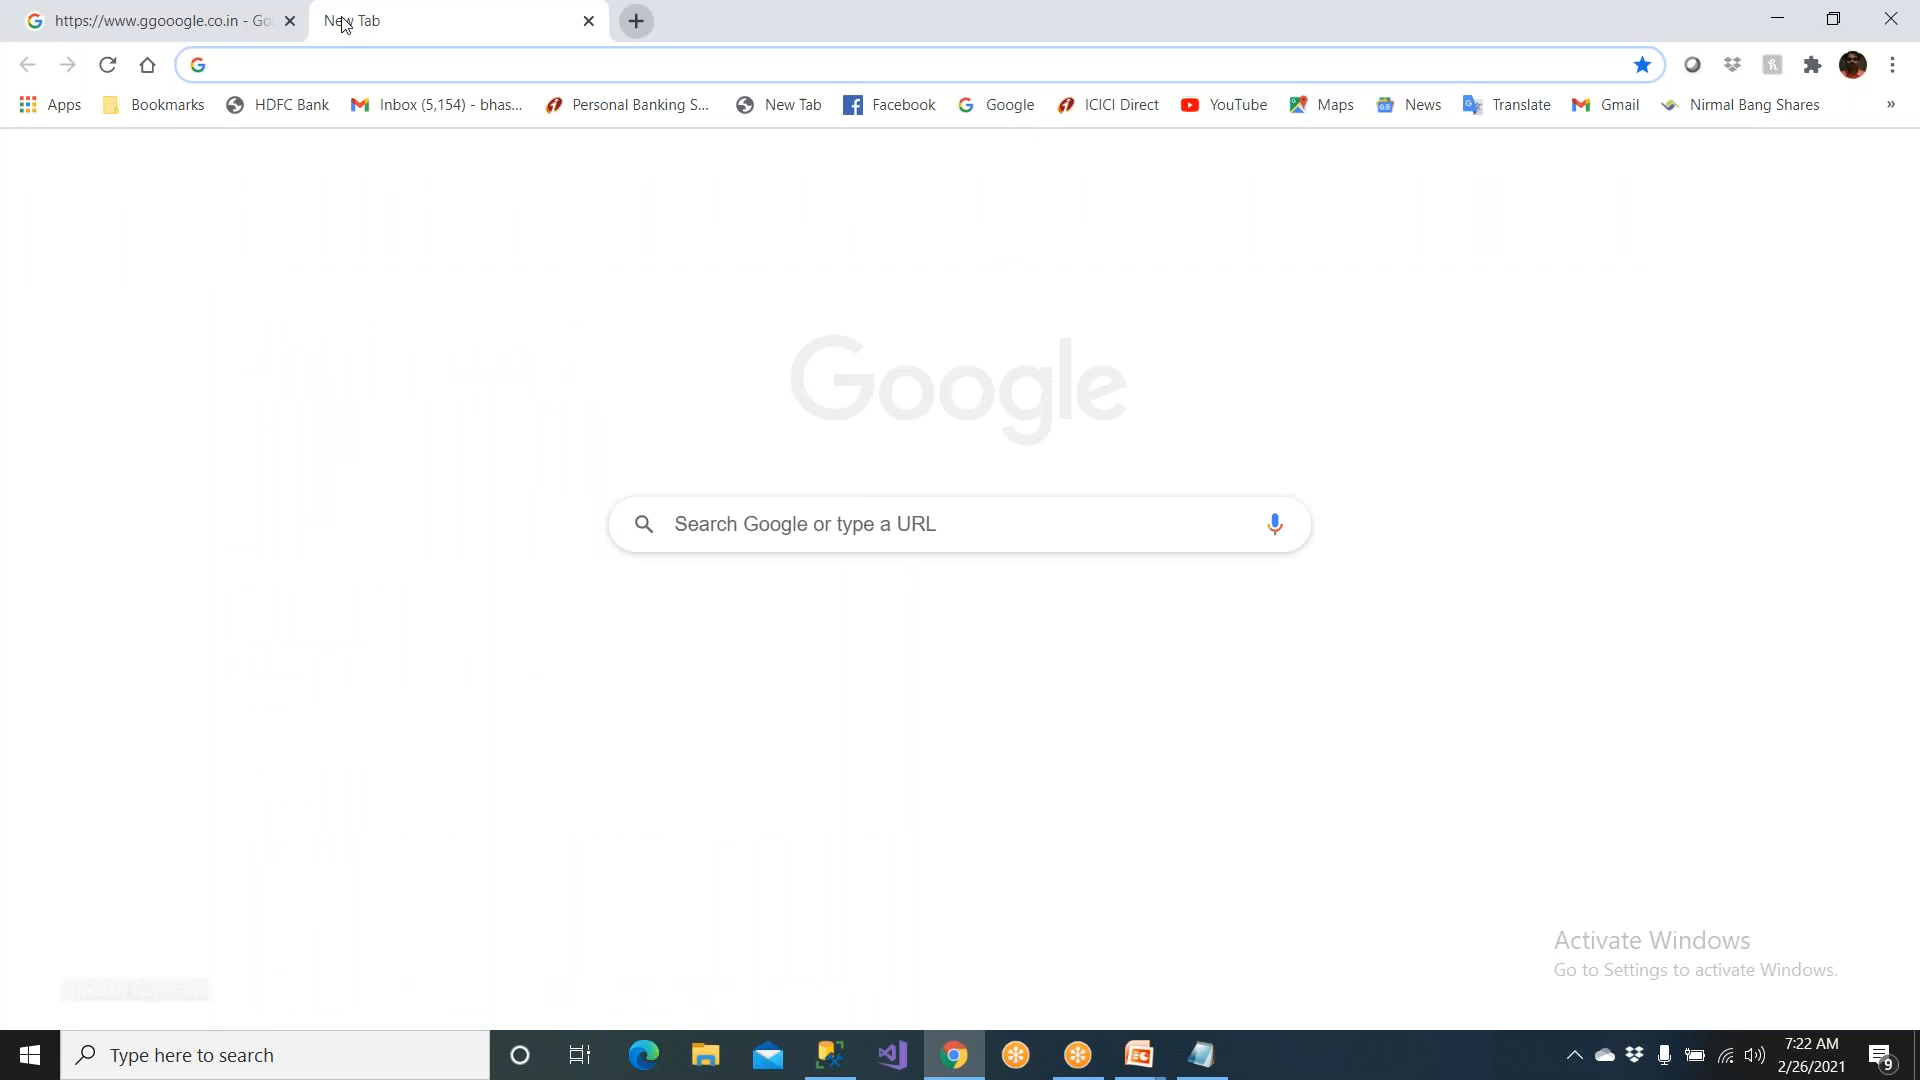 https://www.ggooogle.co.in - Go
New Tab
Apps Bookmarks HDFC Bank Inbox (5,154) - bhas... Personal Banking S... New Tab Facebook Google ICICI Direct YouTube Maps News Translate Gmail Nirmal Bang Shares »
Google
Search Google or type a URL
Activate Windows
Go to Settings to activate Windows.
Type here to search
7:22 AM
2/26/2021
9